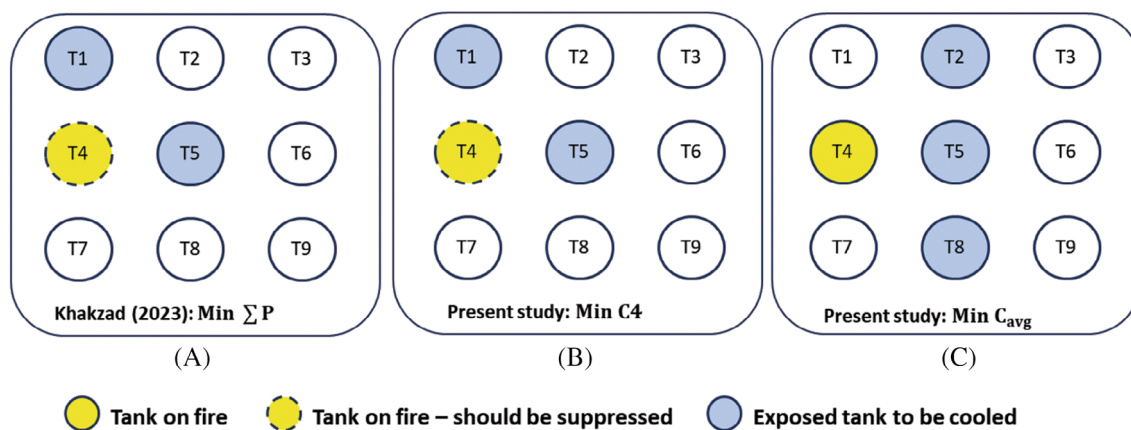 T1 T2 T3
T4 T5 T6
T7 T8 T9
Khakzad (2023): Min ∑ P
(A)
T1 T2 T3
T4 T5 T6
T7 T8 T9
Present study: Min C4
(B)
T1 T2 T3
T4 T5 T6
T7 T8 T9
Present study: Min Cavg
(C)
Tank on fire
Tank on fire – should be suppressed
Exposed tank to be cooled